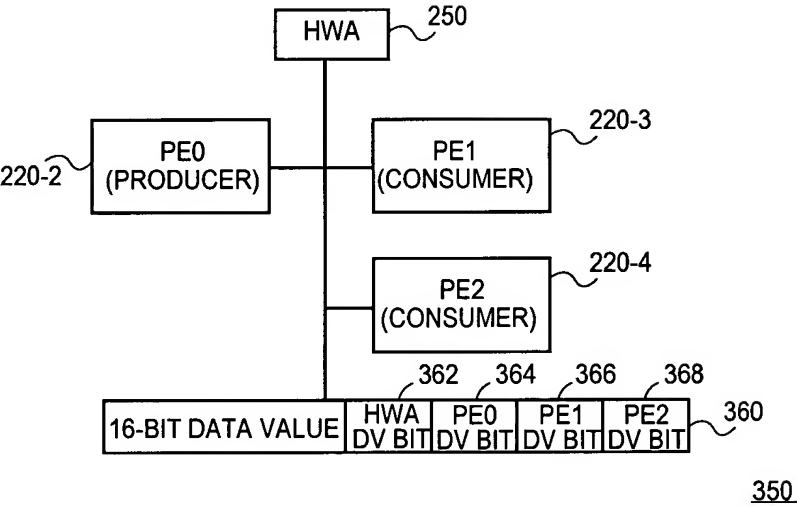 HWA
250
PE0
(PRODUCER)
220-2
PE1
(CONSUMER)
220-3
PE2
(CONSUMER)
220-4
362 364 366 368
16-BIT DATA VALUE
HWA
DV BIT
PE0
DV BIT
PE1
DV BIT
PE2
DV BIT
360
350